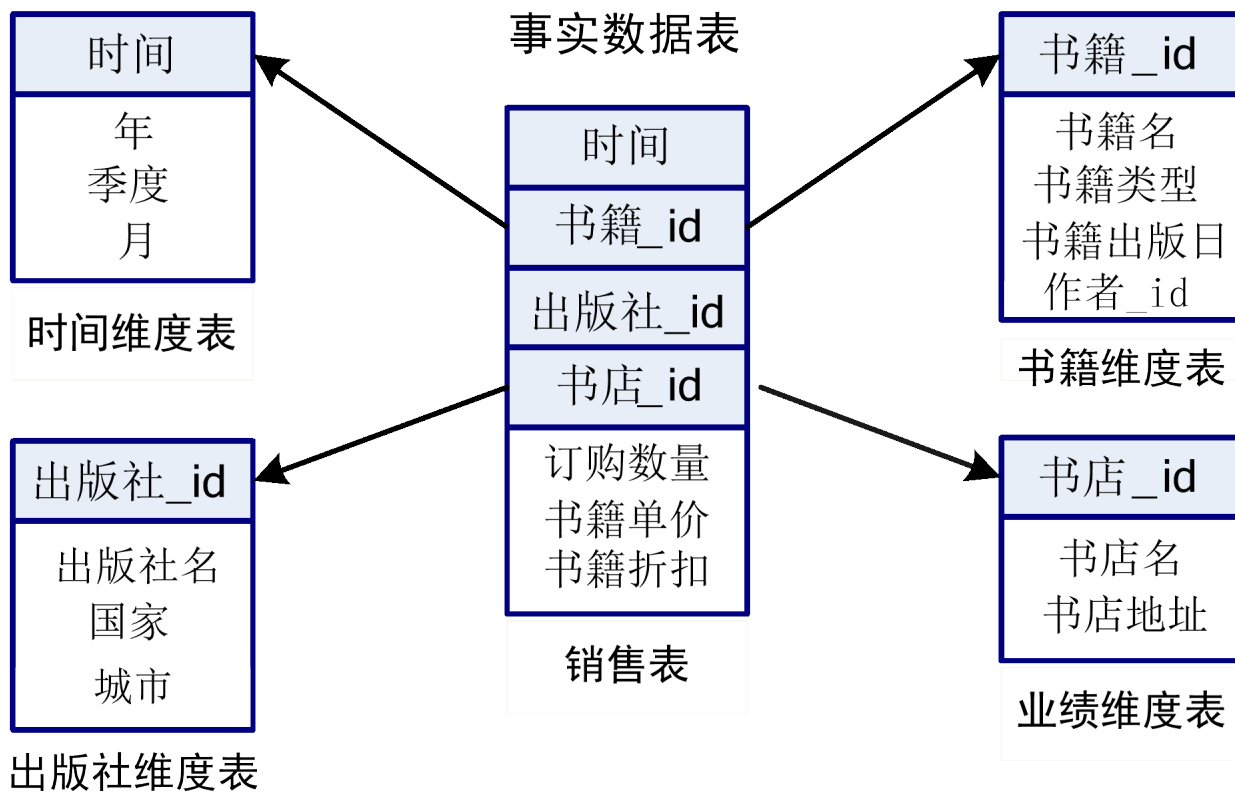 事实数据表
时间
年
季度
月
时间维度表
出版社_id
出版社名
国家
城市
出版社维度表
时间
书籍_id
出版社_id
书店_id
订购数量
书籍单价
书籍折扣
销售表
书籍_id
书籍名
书籍类型
书籍出版日
作者_id
书籍维度表
书店_id
书店名
书店地址
业绩维度表